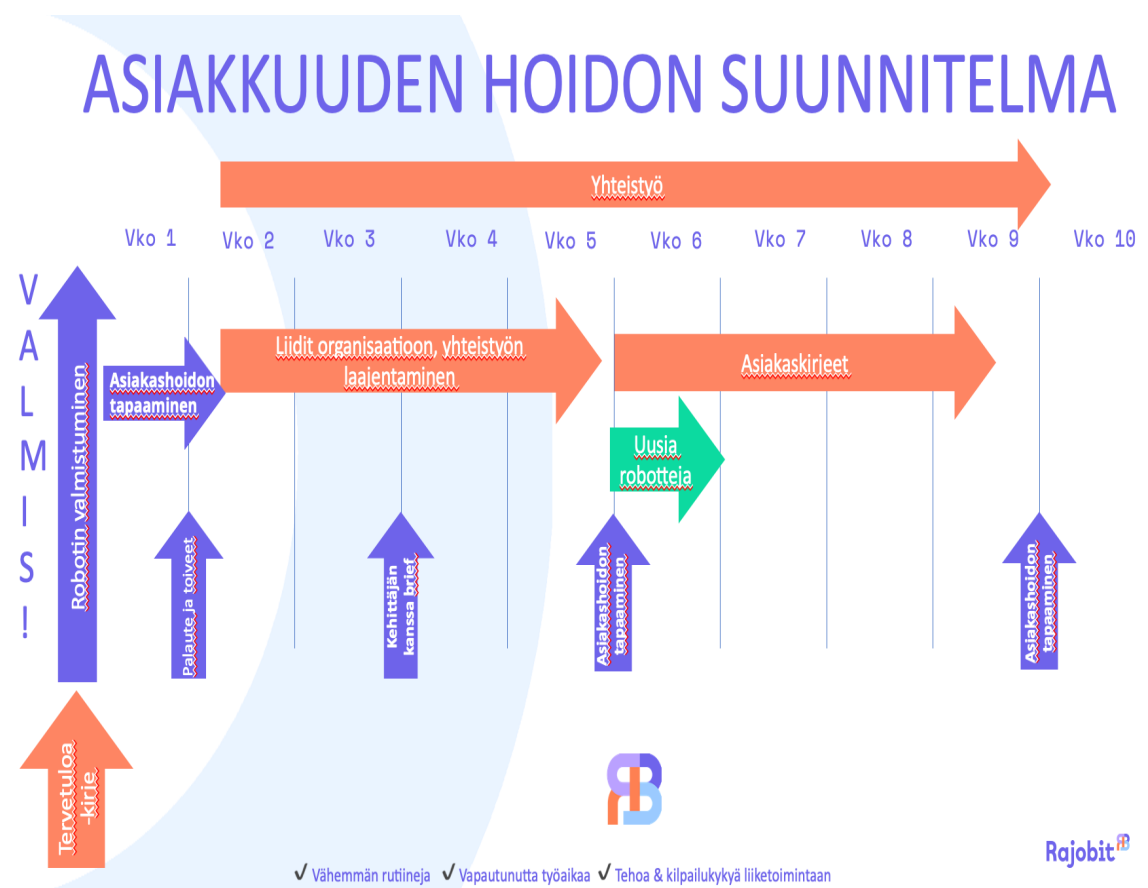 ASIAKKUUDEN HOIDON SUUNNITELMA
Yhteistyö
Vko 1
Vko 2
Vko 3
Vko 4
Vko 5
Vko 6
Vko 7
Vko 8
Vko 9
Vko 10
VALMIS!
Robotin valmistuminen
Asiakashoidon
tapaaminen
Liidit organisaatioon, yhteistyön
laajentaminen
Asiakaskirjeet
Uusia
robotteja
Palaute ja toiveet
Kehittäjän
kanssa brief
Asiakashoidon
tapaaminen
Asiakashoidon
tapaaminen
Tervetuloa
-kirje
Rajobit
✓ Vähemmän rutiineja ✓ Vapautunutta työaikaa ✓ Tehoa & kilpailukykyä liiketoimintaan